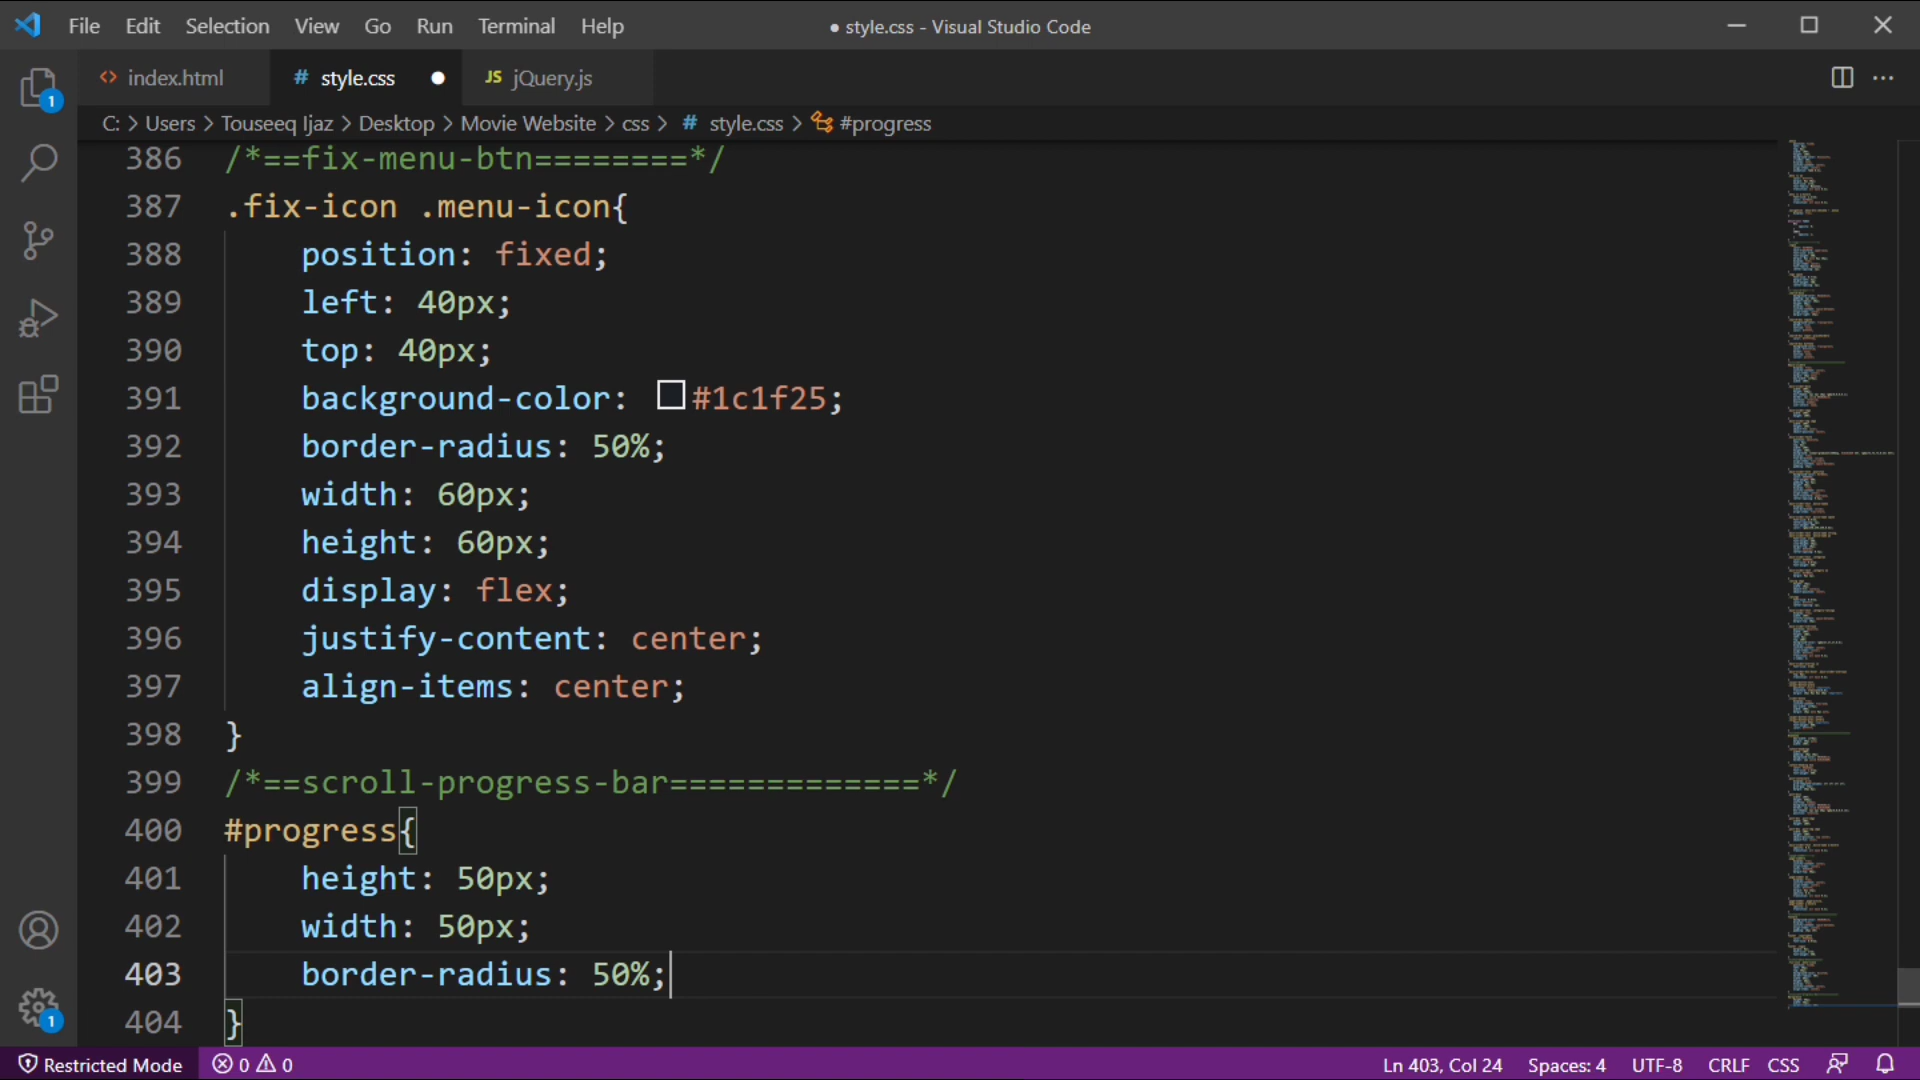 File Edit Selection View Go Run Terminal Help ● style.css - Visual Studio Code
<> index.html # style.css ● JS jQuery.js ···
C: > Users > Touseeq Ijaz > Desktop > Movie Website > css > # style.css > #progress
386 /*==fix-menu-btn========*/
387 .fix-icon .menu-icon{
388 position: fixed;
389 left: 40px;
390 top: 40px;
391 background-color: #1c1f25;
392 border-radius: 50%;
393 width: 60px;
394 height: 60px;
395 display: flex;
396 justify-content: center;
397 align-items: center;
398 }
399 /*==scroll-progress-bar=============*/
400 #progress{
401 height: 50px;
402 width: 50px;
403 border-radius: 50%;
404 }
1
1
Restricted Mode 0 0 Ln 403, Col 24 Spaces: 4 UTF-8 CRLF CSS